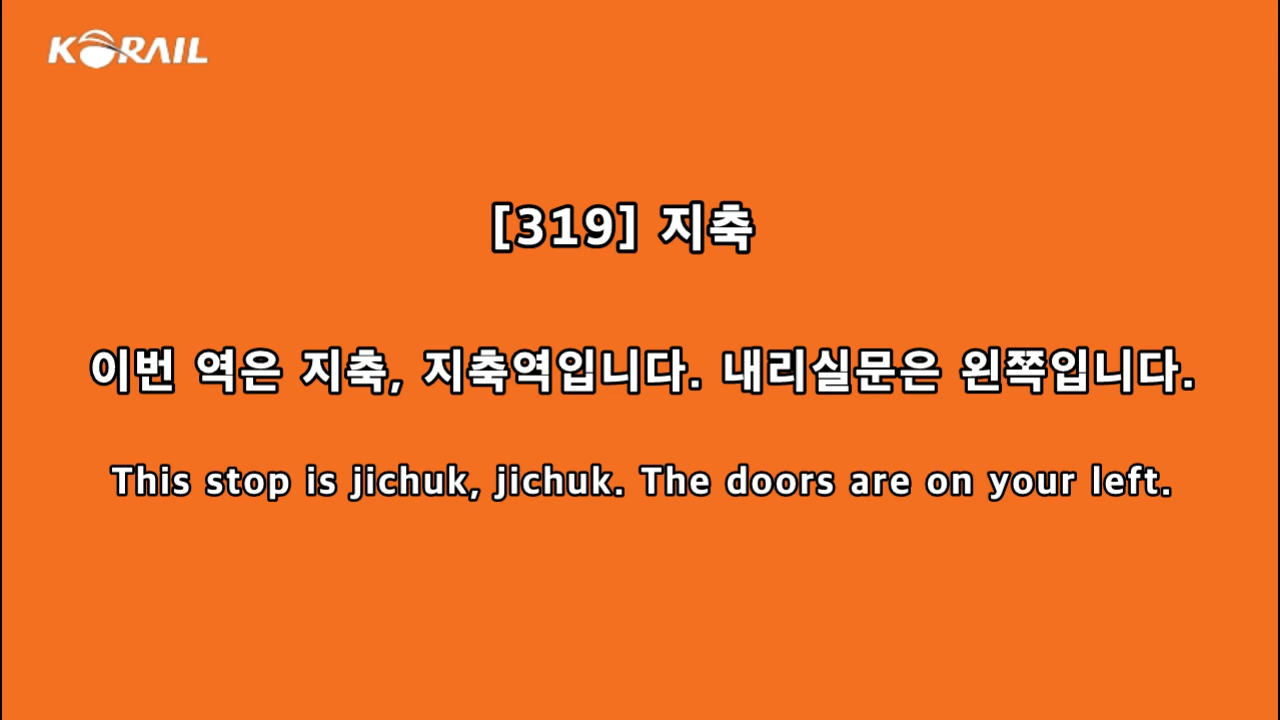 KORAIL
[319] 지축
이번 역은 지축, 지축역입니다. 내리실문은 왼쪽입니다.
This stop is jichuk, jichuk. The doors are on your left.